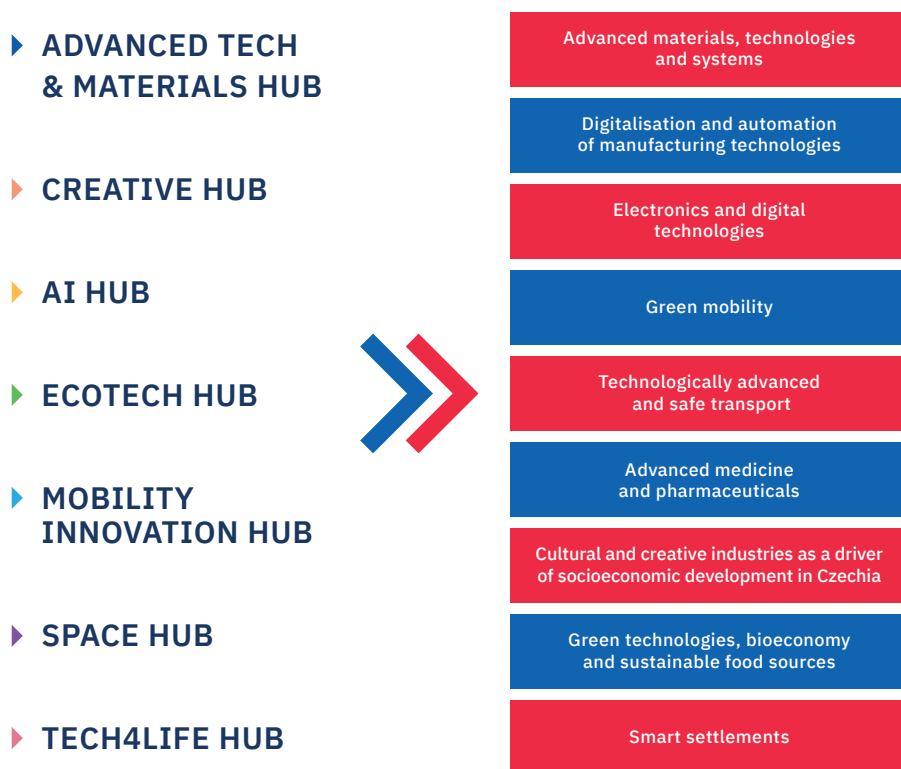 ADVANCED TECH
& MATERIALS HUB
CREATIVE HUB
AI HUB
ECOTECH HUB
MOBILITY
INNOVATION HUB
SPACE HUB
TECH4LIFE HUB
Advanced materials, technologies
and systems
Digitalisation and automation
of manufacturing technologies
Electronics and digital
technologies
Green mobility
Technologically advanced
and safe transport
Advanced medicine
and pharmaceuticals
Cultural and creative industries as a driver
of socioeconomic development in Czechia
Green technologies, bioeconomy
and sustainable food sources
Smart settlements